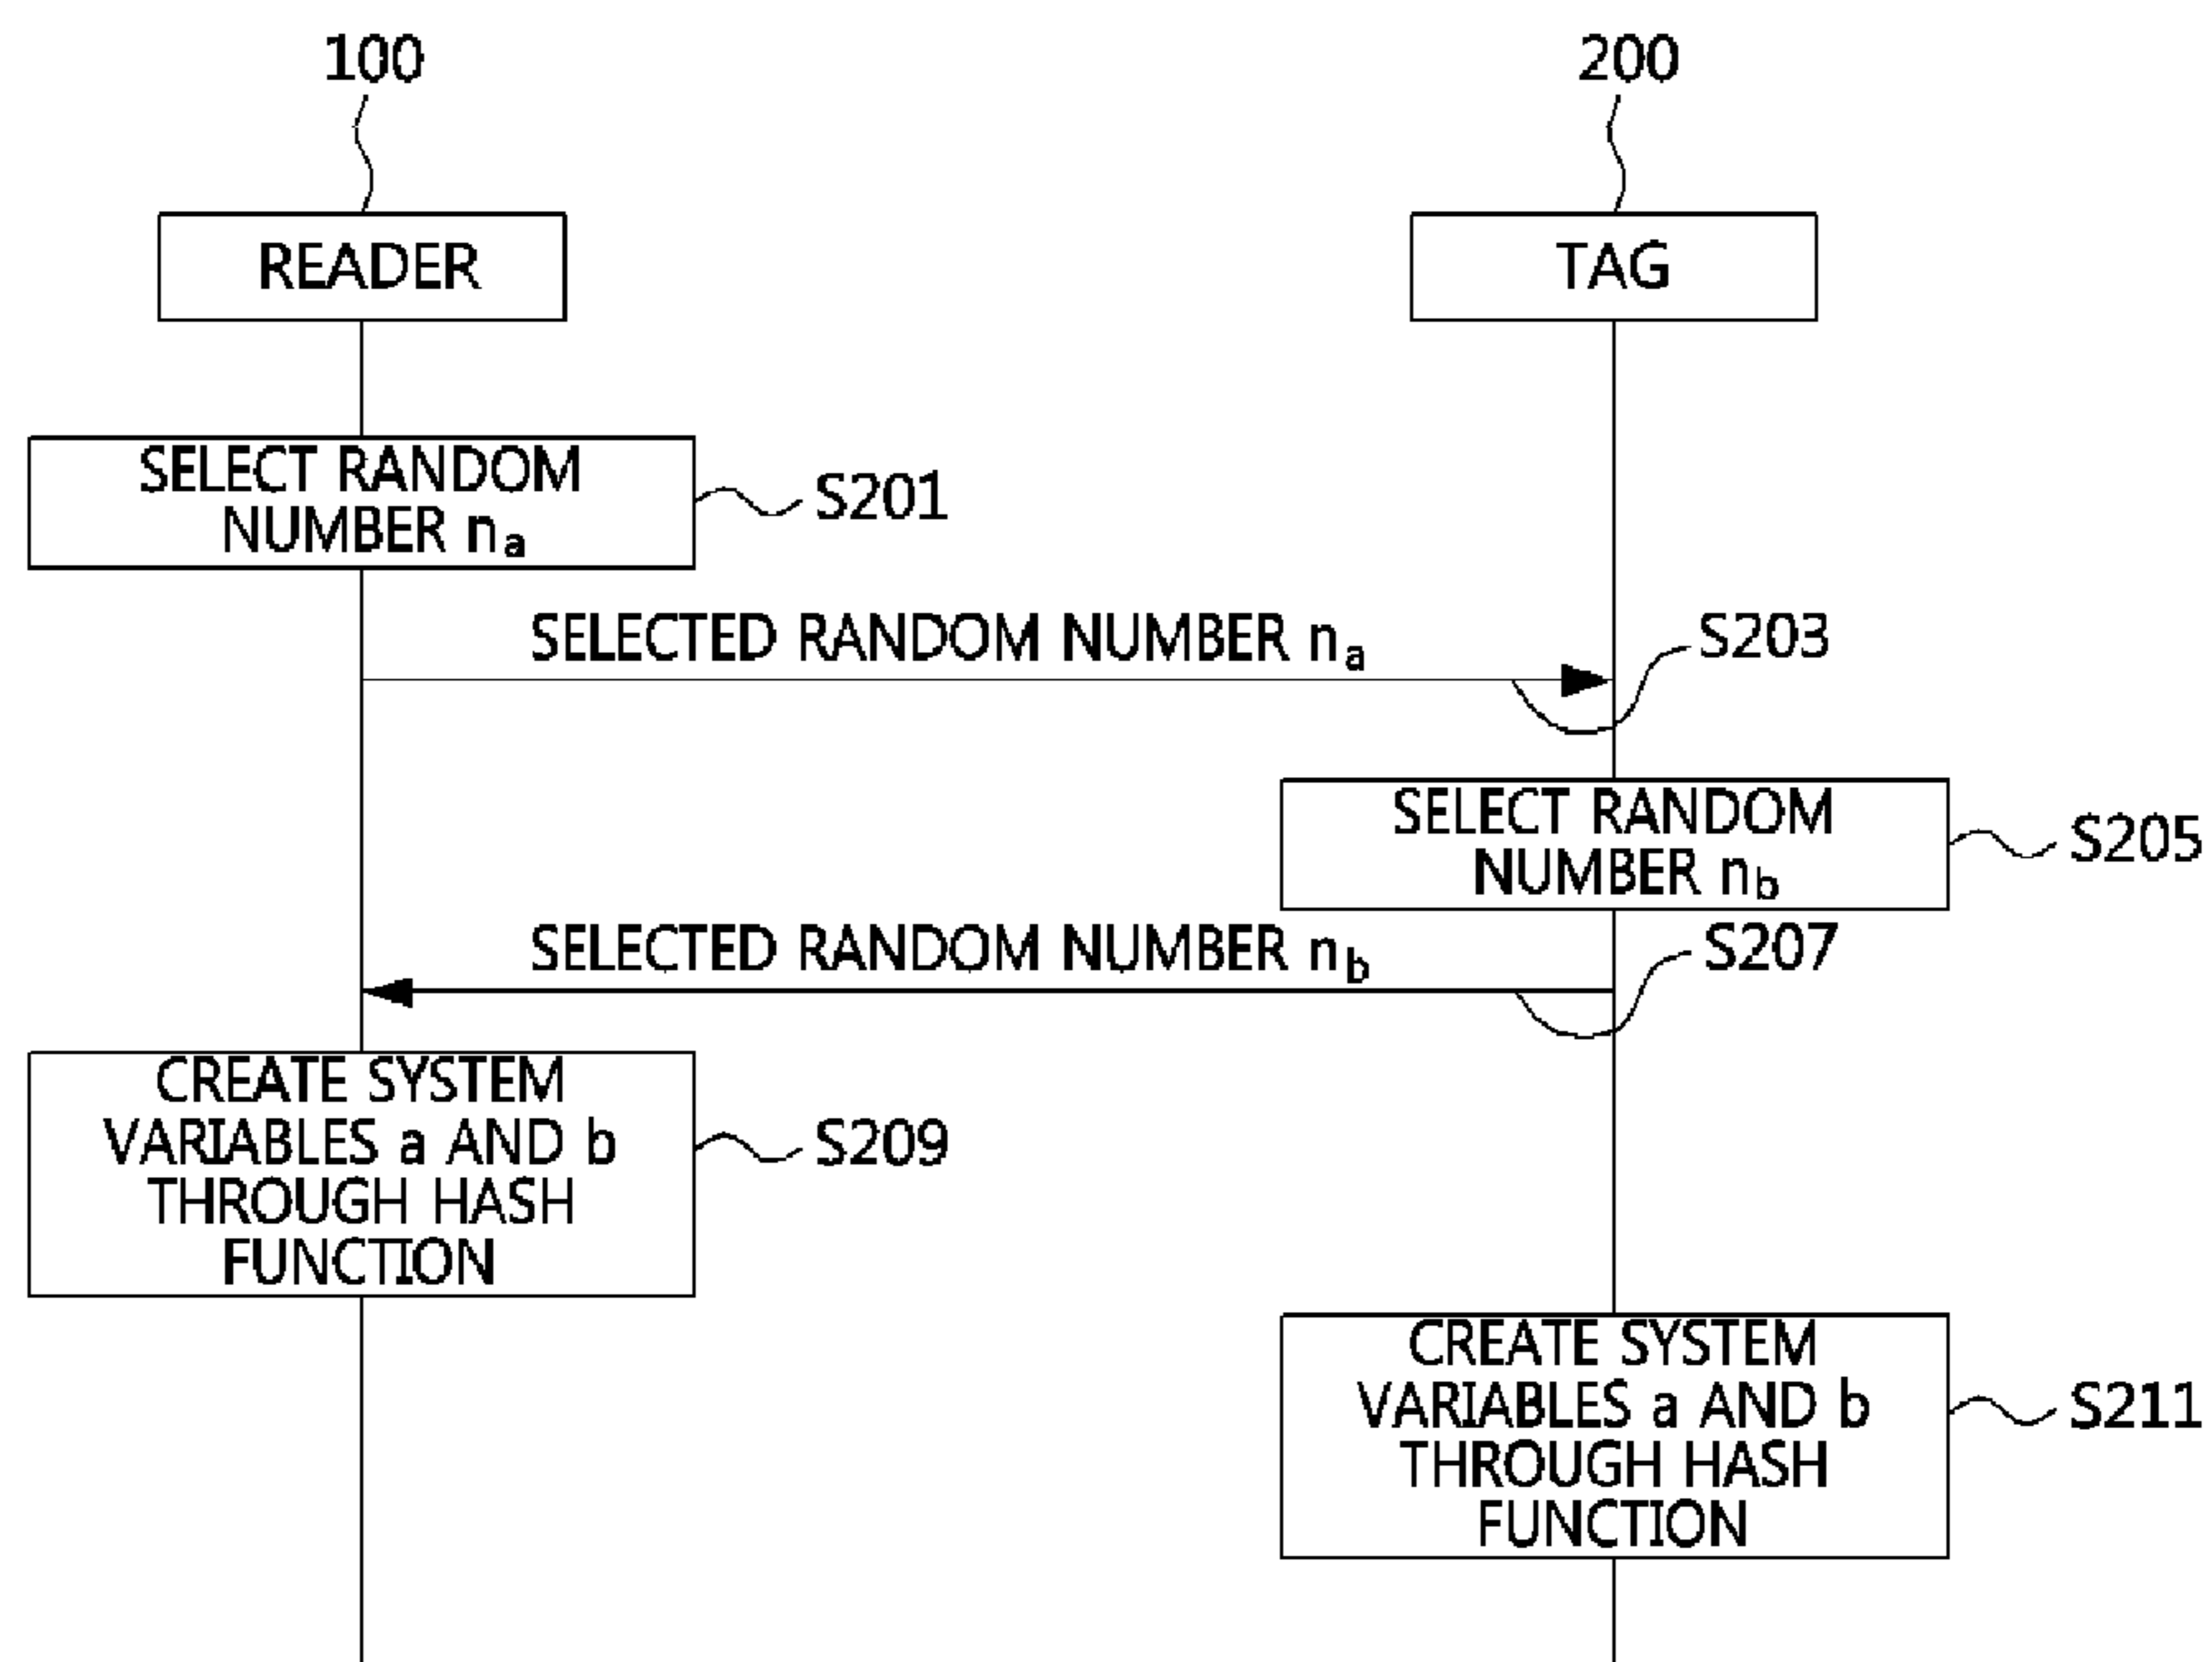 100
200
READER
TAG
SELECT RANDOM
NUMBER na
S201
SELECTED RANDOM NUMBER na
S203
SELECT RANDOM
NUMBER nb
S205
SELECTED RANDOM NUMBER nb
S207
CREATE SYSTEM
VARIABLES a AND b
THROUGH HASH
FUNCTION
S209
CREATE SYSTEM
VARIABLES a AND b
THROUGH HASH
FUNCTION
S211